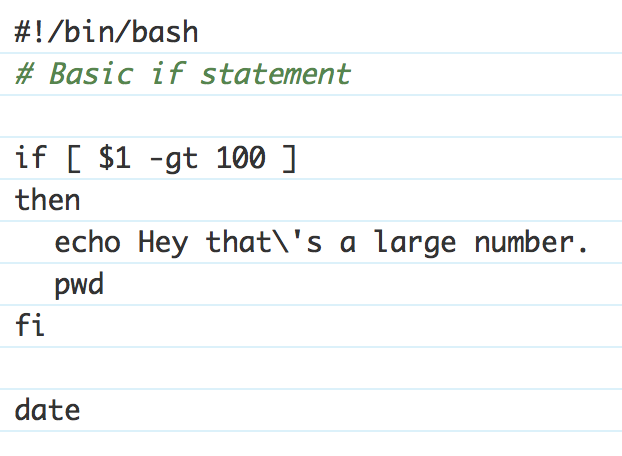 #!/bin/bash
# Basic if statement
if [ $1 -gt 100 ]
then
echo Hey that\'s a large number.
pwd
fi
date